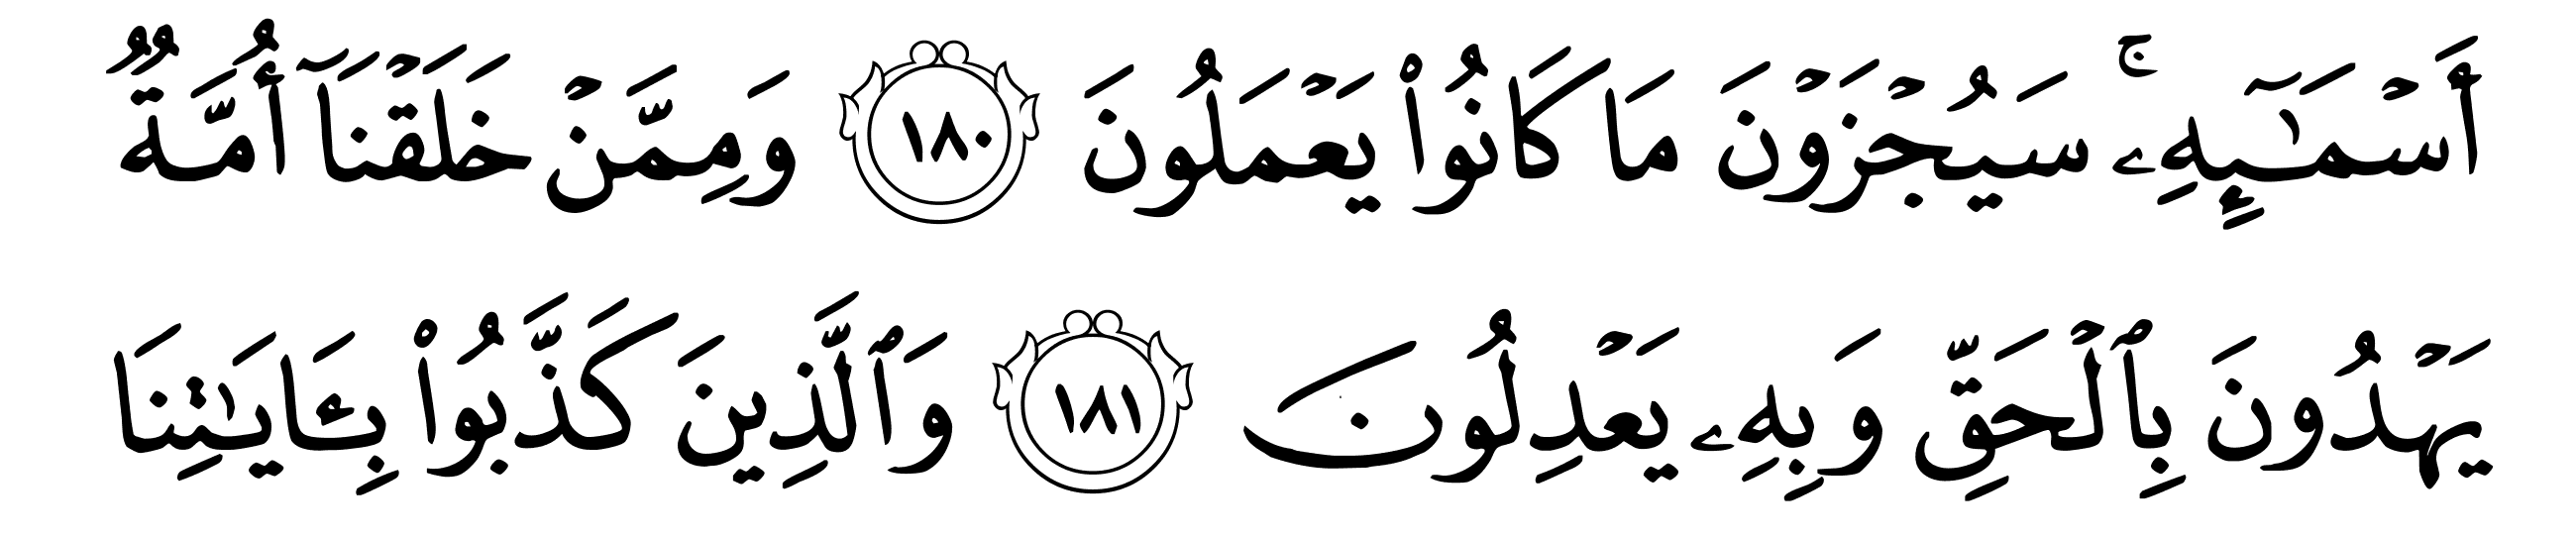 أَسۡمَـٰٓئِهِۦۚ سَيُجۡزَوۡنَ مَا كَانُواْ يَعۡمَلُونَ ١٨٠ وَمِمَّنۡ خَلَقۡنَآ أُمَّةٞ
يَهۡدُونَ بِٱلۡحَقِّ وَبِهِۦ يَعۡدِلُونَ ١٨١ وَٱلَّذِينَ كَذَّبُواْ بِـَٔايَـٰتِنَا